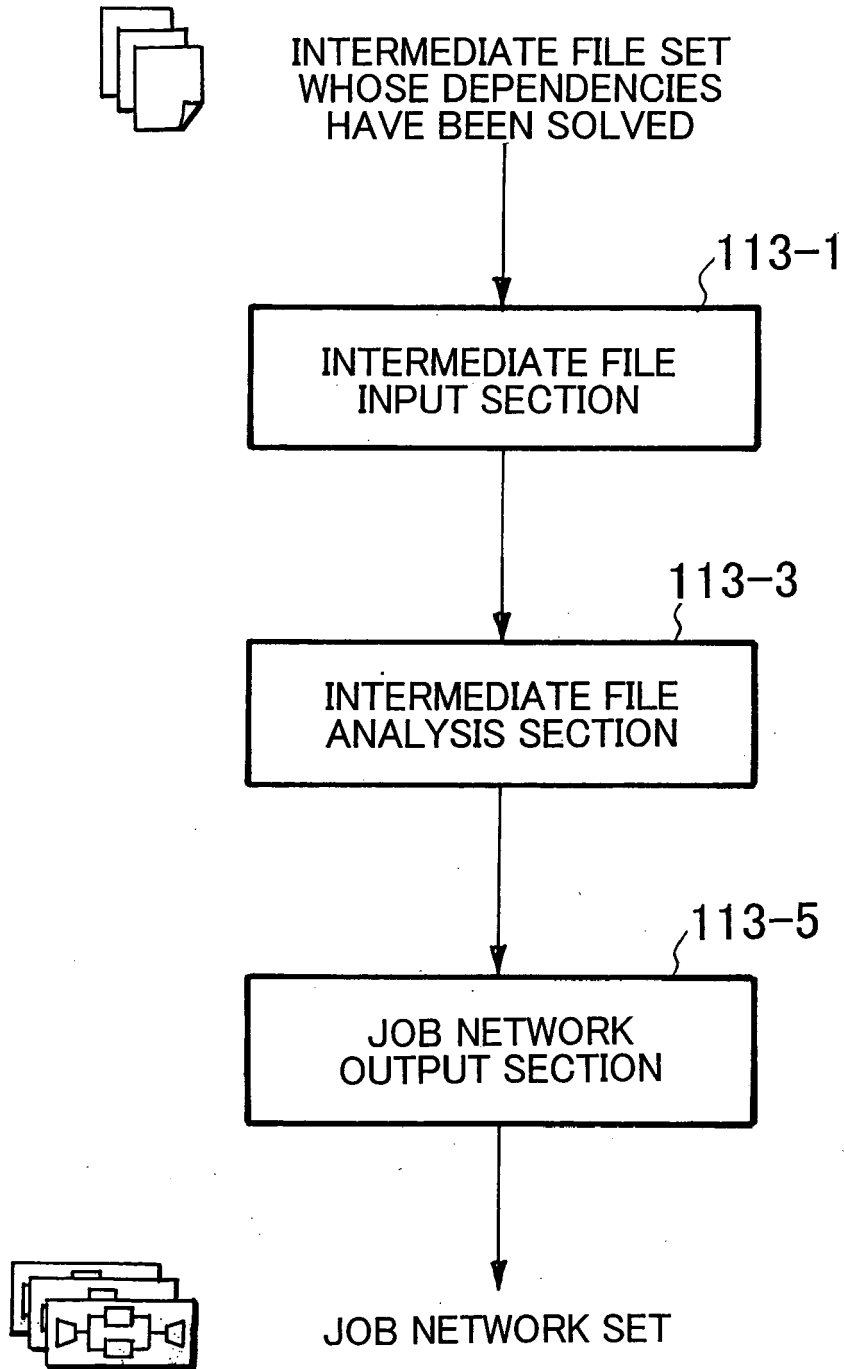 INTERMEDIATE FILE SET
WHOSE DEPENDENCIES
HAVE BEEN SOLVED
113-1
INTERMEDIATE FILE
INPUT SECTION
113-3
INTERMEDIATE FILE
ANALYSIS SECTION
113-5
JOB NETWORK
OUTPUT SECTION
JOB NETWORK SET